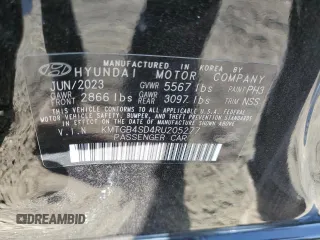 MANUFACTURED IN KOREA BY
HYUNDAI MOTOR COMPANY
JUN/2023 GVWR 5567 lbs PAINT PH3
GAWR FRONT 2866 lbs GAWR REAR 3097 lbs TRIM NSS
THIS VEHICLE CONFORMS TO ALL APPLICABLE U.S. FEDERAL
MOTOR VEHICLE SAFETY, BUMPER, AND THEFT
PREVENTION STANDARDS IN EFFECT ON THE DATE OF
MANUFACTURE SHOWN ABOVE.
V.I.N. KMTGB4SD4RU205277
PASSENGER CAR
DREAMBID